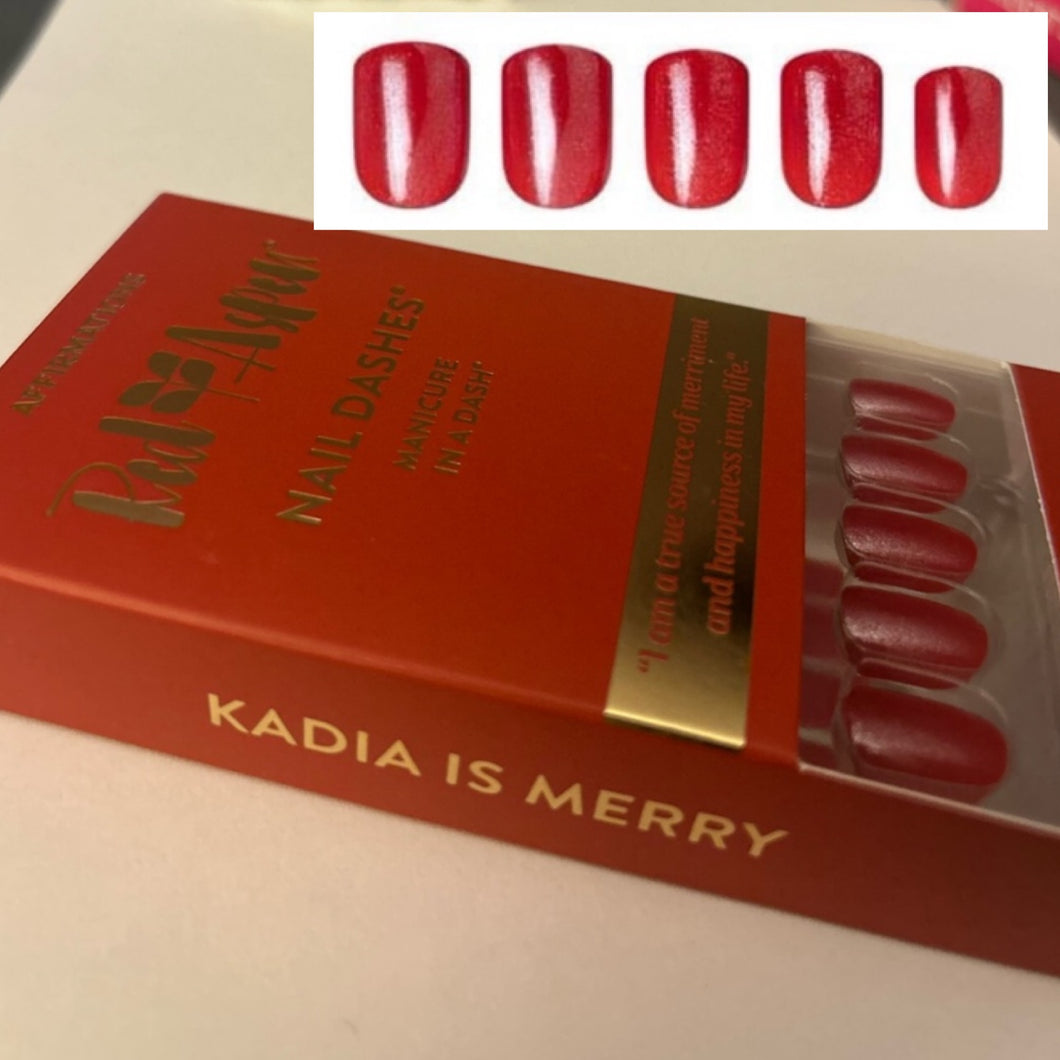 AFFIRMATIONS
Red Aspen®
NAIL DASHES®
MANICURE
IN A DASH®
"I am a true source of merriment
and happiness in my life."
KADIA IS MERRY